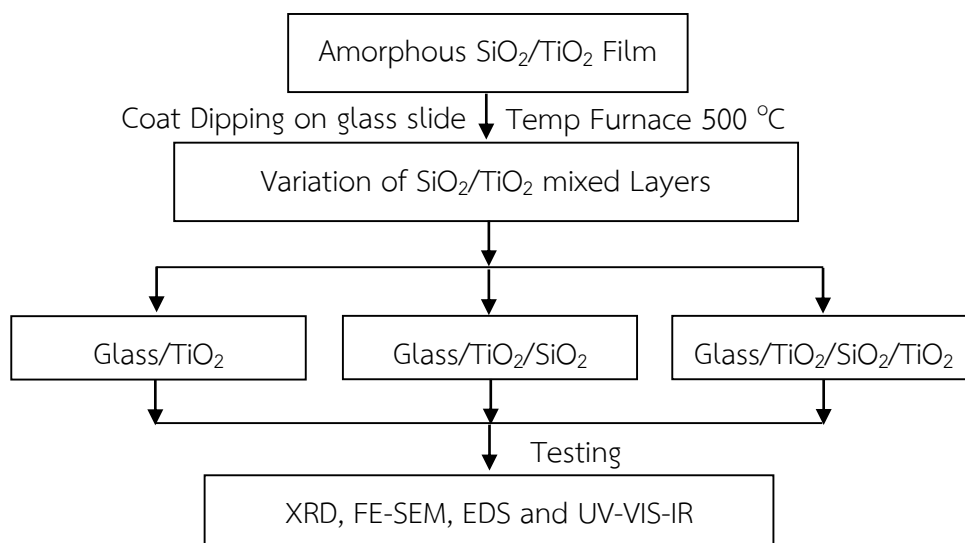 Amorphous SiO₂/TiO₂ Film
Coat Dipping on glass slide Temp Furnace 500 °C
Variation of SiO₂/TiO₂ mixed Layers
Glass/TiO₂ Glass/TiO₂/SiO₂ Glass/TiO₂/SiO₂/TiO₂
Testing
XRD, FE-SEM, EDS and UV-VIS-IR